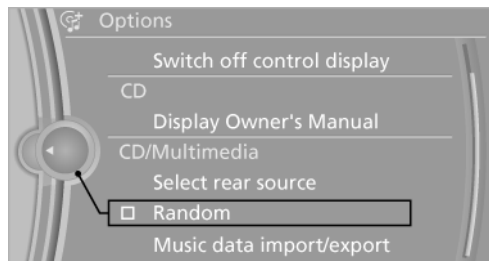 Options
Switch off control display
CD
Display Owner's Manual
CD/Multimedia
Select rear source
Random
Music data import/export